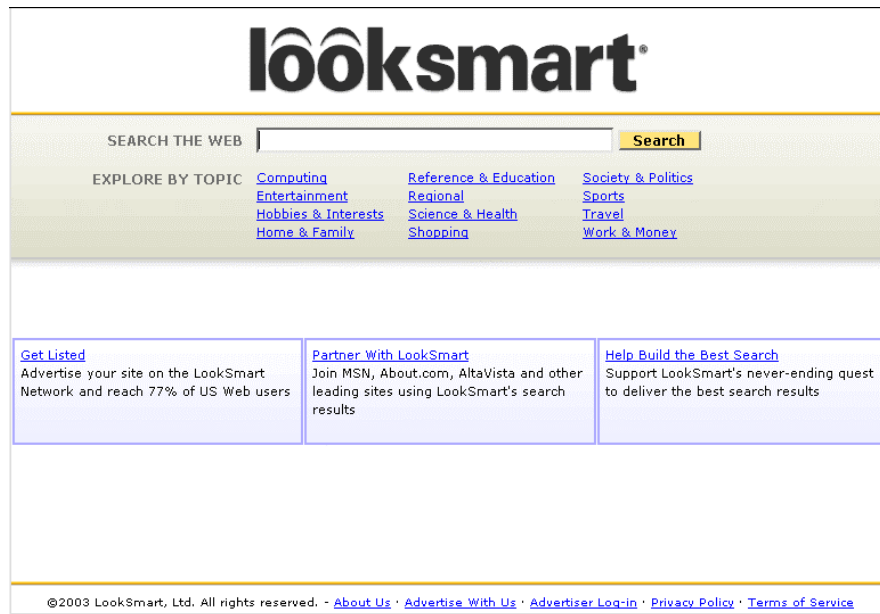 looksmart®
SEARCH THE WEB Search
EXPLORE BY TOPIC Computing Reference & Education Society & Politics
Entertainment Regional Sports
Hobbies & Interests Science & Health Travel
Home & Family Shopping Work & Money
Get Listed
Advertise your site on the LookSmart
Network and reach 77% of US Web users
Partner With LookSmart
Join MSN, About.com, AltaVista and other
leading sites using LookSmart's search
results
Help Build the Best Search
Support LookSmart's never-ending quest
to deliver the best search results
©2003 LookSmart, Ltd. All rights reserved. - About Us · Advertise With Us · Advertiser Log-in · Privacy Policy · Terms of Service